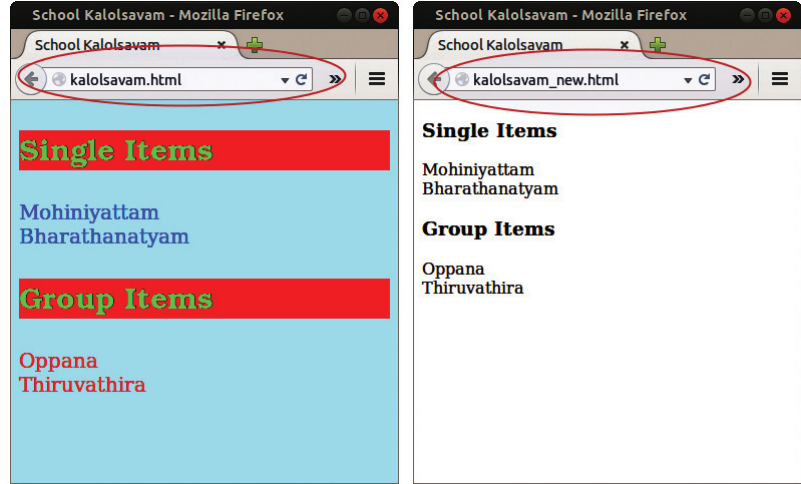 School Kalolsavam - Mozilla Firefox
School Kalolsavam
kalolsavam.html
Single Items
Mohiniyattam
Bharathanatyam
Group Items
Oppana
Thiruvathira
School Kalolsavam - Mozilla Firefox
School Kalolsavam
kalolsavam_new.html
Single Items
Mohiniyattam
Bharathanatyam
Group Items
Oppana
Thiruvathira